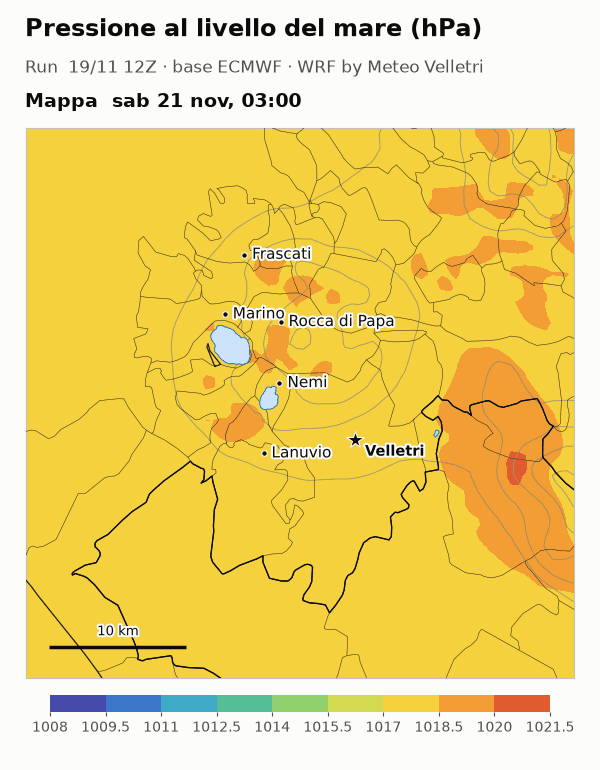 Pressione al livello del mare (hPa)
Run  19/11 12Z · base ECMWF · WRF by Meteo Velletri
Mappa  sab 21 nov, 03:00
Frascati
Marino
Rocca di Papa
Nemi
Velletri
Lanuvio
10 km
1008 1009.5 1011 1012.5 1014 1015.5 1017 1018.5 1020 1021.5